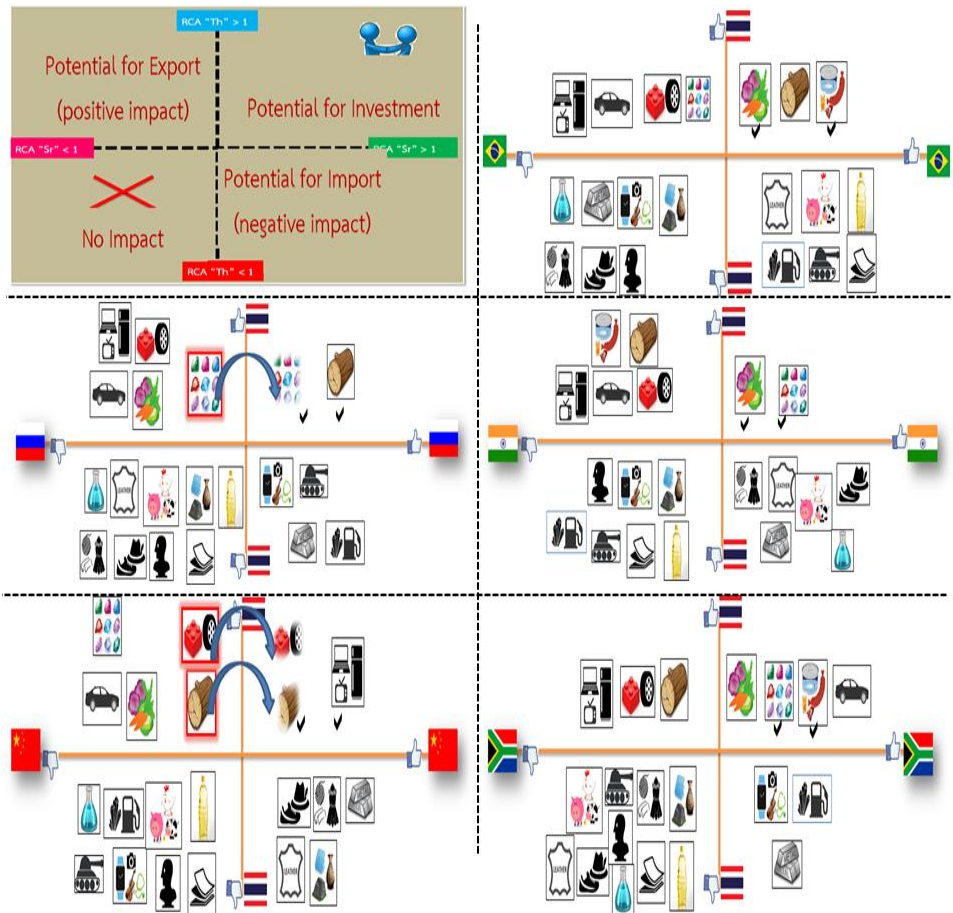 RCA "Th" > 1
Potential for Export
(positive impact)
Potential for Investment
RCA "Sr" < 1
RCA "Sr" > 1
Potential for Import
(negative impact)
No Impact
RCA "Th" < 1
LEATHER
LEATHER
LEATHER
LEATHER
LEATHER